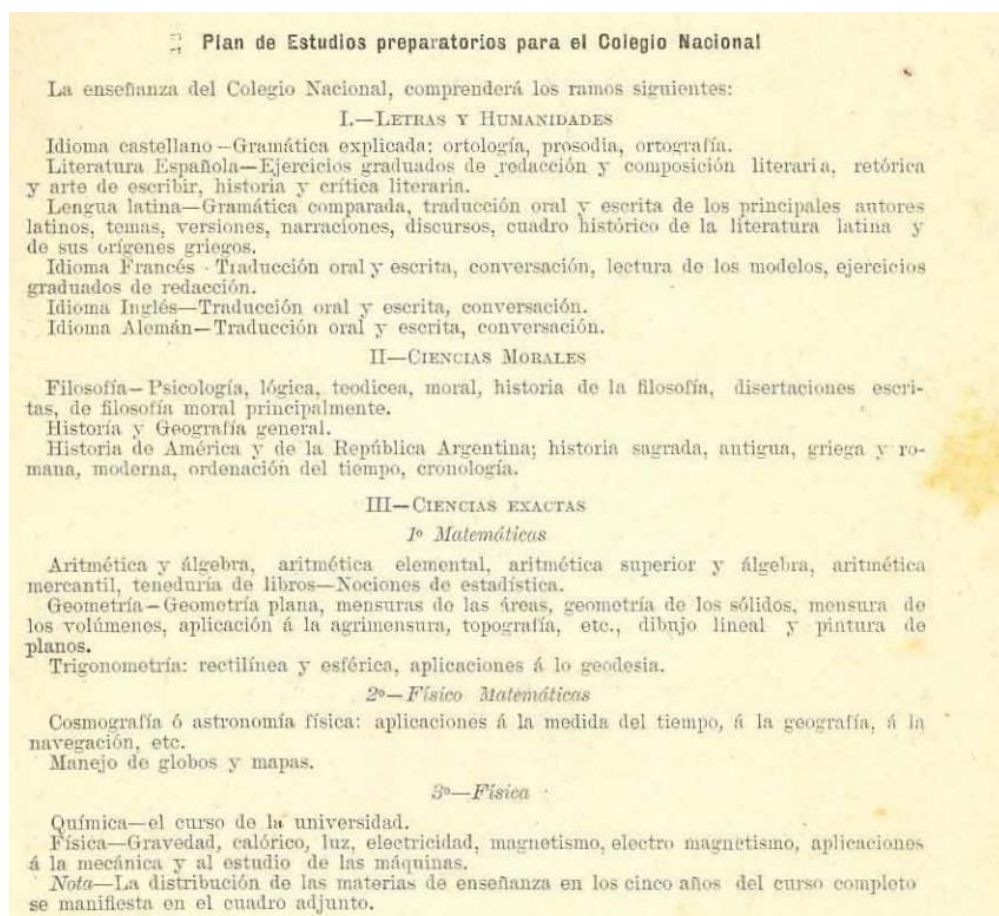 Plan de Estudios preparatorios para el Colegio Nacional
La enseñanza del Colegio Nacional, comprenderá los ramos siguientes:
I.—LETRAS Y HUMANIDADES
Idioma castellano—Gramática explicada: ortología, prosodia, ortografía.
Literatura Española—Ejercicios graduados de redacción y composición literaria, retórica
y arte de escribir, historia y crítica literaria.
Lengua latina—Gramática comparada, traducción oral y escrita de los principales autores
latinos, temas, versiones, narraciones, discursos, cuadro histórico de la literatura latina y
de sus orígenes griegos.
Idioma Francés - Traducción oral y escrita, conversación, lectura de los modelos, ejercicios
graduados de redacción.
Idioma Inglés—Traducción oral y escrita, conversación.
Idioma Alemán—Traducción oral y escrita, conversación.
II—CIENCIAS MORALES
Filosofía—Psicología, lógica, teodicea, moral, historia de la filosofía, disertaciones escri-
tas, de filosofía moral principalmente.
Historía y Geografía general.
Historia de América y de la República Argentina; historia sagrada, antigua, griega y ro-
mana, moderna, ordenación del tiempo, cronología.
III—CIENCIAS EXACTAS
1º Matemáticas
Aritmética y álgebra, aritmética elemental, aritmética superior y álgebra, aritmética
mercantil, teneduría de libros—Nociones de estadística.
Geometría—Geometría plana, mensuras de las áreas, geometría de los sólidos, mensura de
los volúmenes, aplicación á la agrimensura, topografía, etc., dibujo lineal y pintura de
planos.
Trigonometría: rectilínea y esférica, aplicaciones á lo geodesia.
2º—Físico Matemáticas
Cosmografía ó astronomía física: aplicaciones á la medida del tiempo, á la geografía, á la
navegación, etc.
Manejo de globos y mapas.
3º—Física
Química—el curso de la universidad.
Física—Gravedad, calórico, luz, electricidad, magnetismo, electro magnetismo, aplicaciones
á la mecánica y al estudio de las máquinas.
Nota—La distribución de las materias de enseñanza en los cinco años del curso completo
se manifiesta en el cuadro adjunto.